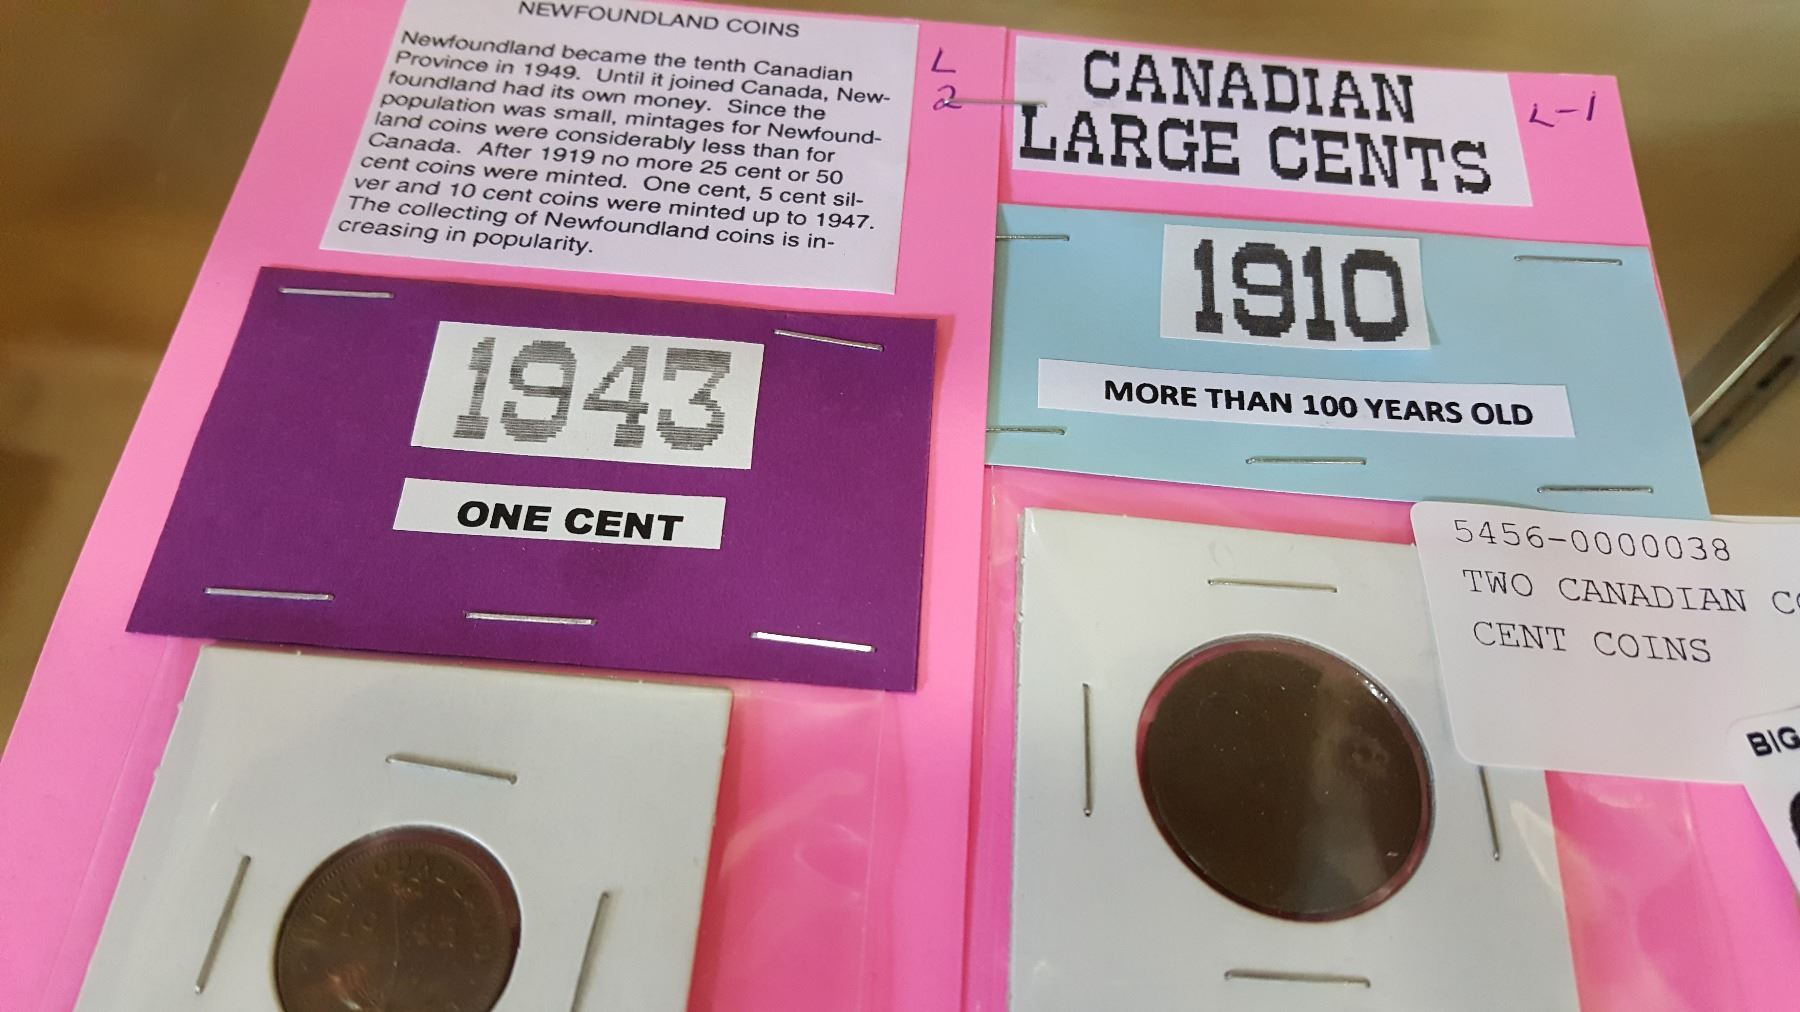 NEWFOUNDLAND COINS
Newfoundland became the tenth Canadian
Province in 1949. Until it joined Canada, New-
foundland had its own money. Since the
population was small, mintages for Newfound-
land coins were considerably less than for
Canada. After 1919 no more 25 cent or 50
cent coins were minted. One cent, 5 cent sil-
ver and 10 cent coins were minted up to 1947.
The collecting of Newfoundland coins is in-
creasing in popularity.
L
2
1943
ONE CENT
NEWFOUNDLAND
CANADIAN
LARGE CENTS
L-1
1910
MORE THAN 100 YEARS OLD
5456-0000038
TWO CANADIAN
CENT COINS
BIG